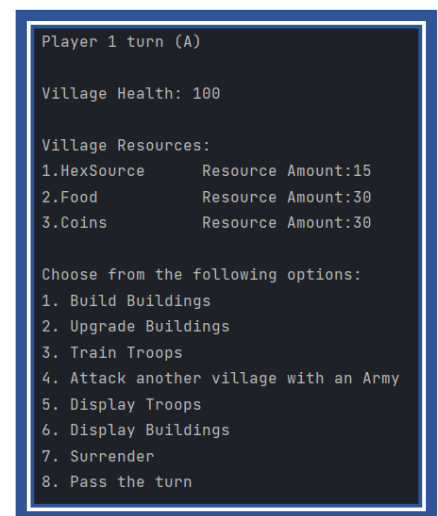 Player 1 turn (A)
Village Health: 100
Village Resources:
1.HexSource Resource Amount:15
2.Food Resource Amount:30
3.Coins Resource Amount:30
Choose from the following options:
1. Build Buildings
2. Upgrade Buildings
3. Train Troops
4. Attack another village with an Army
5. Display Troops
6. Display Buildings
7. Surrender
8. Pass the turn